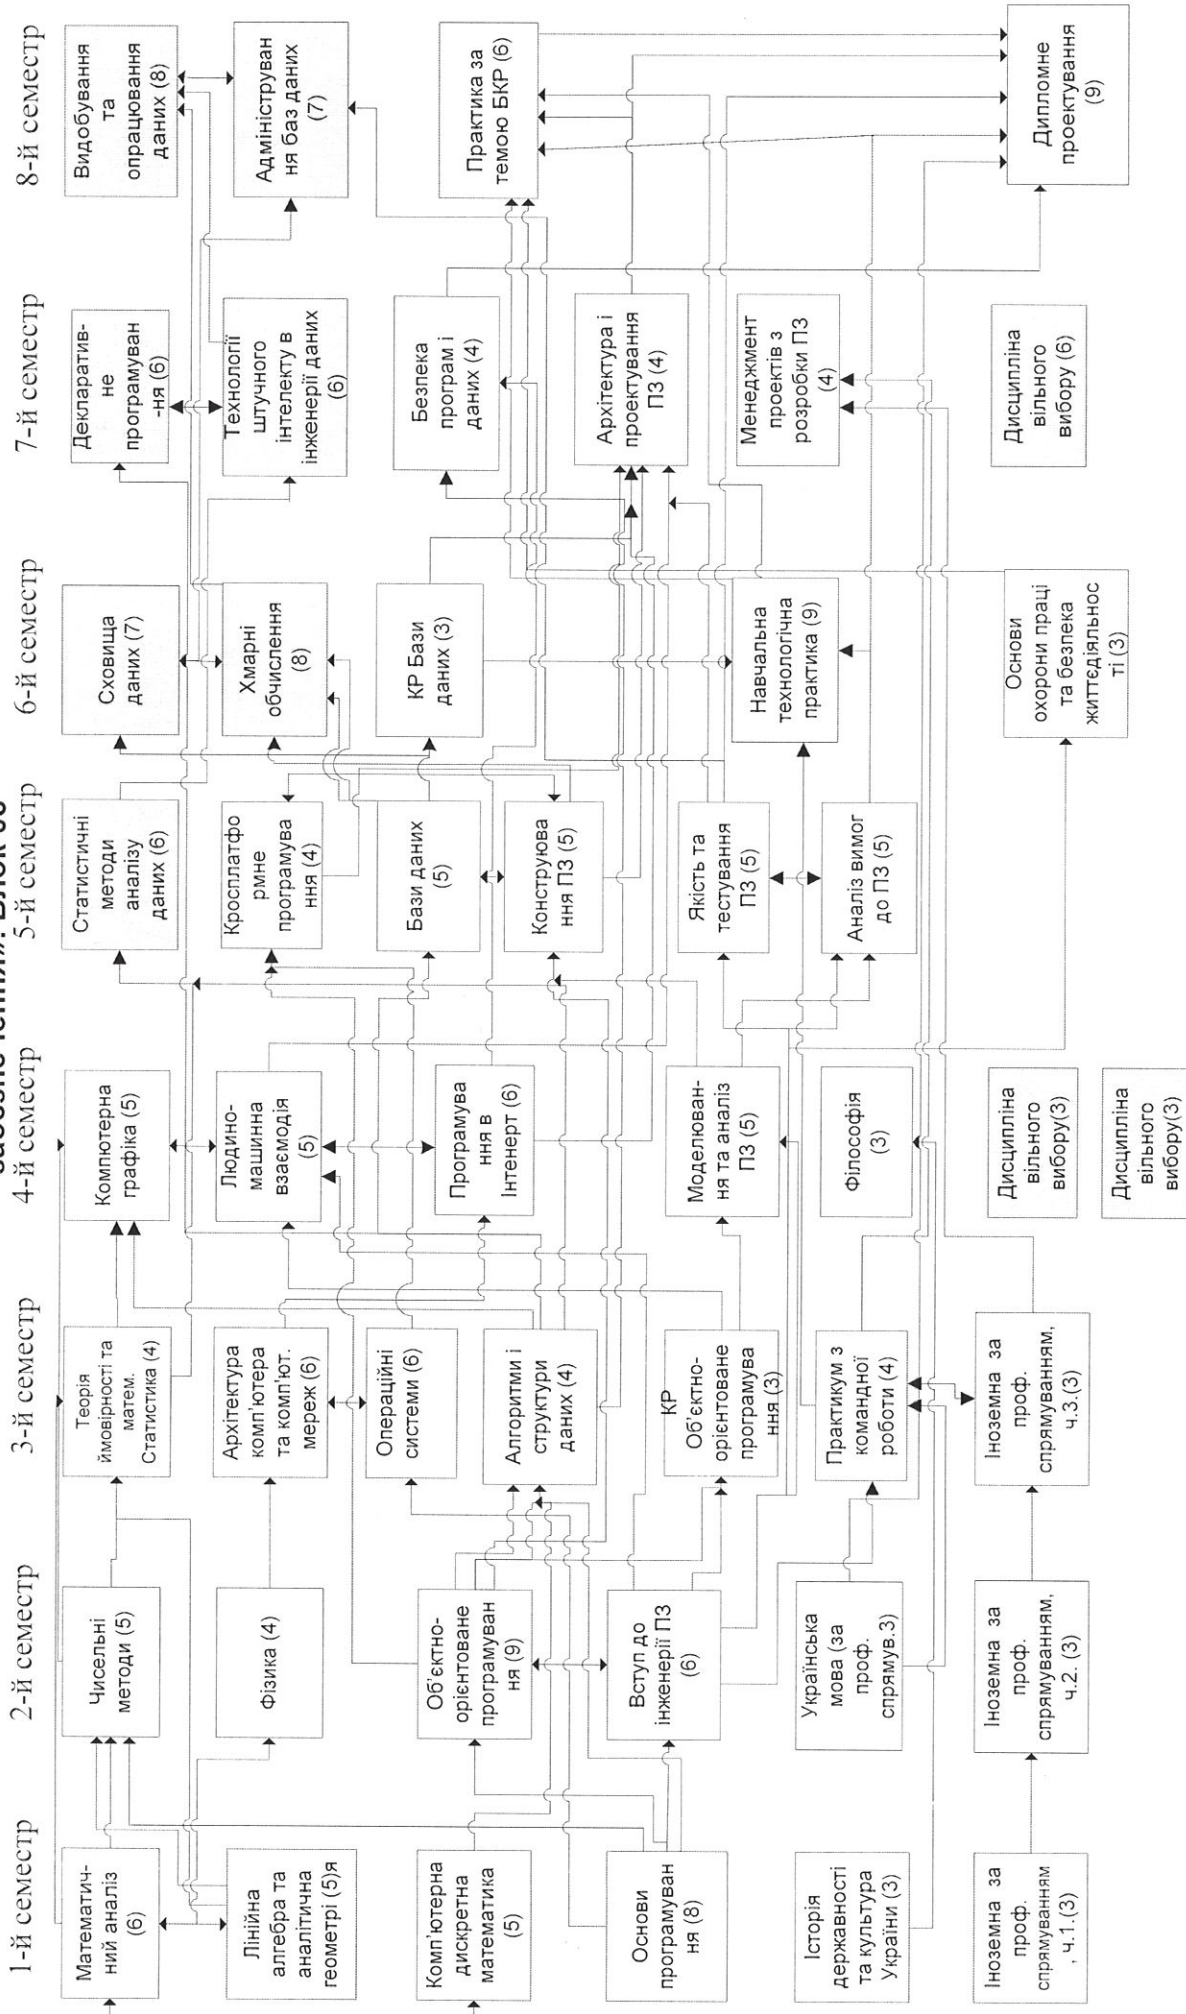 забезпечення». Блок 03
1-й семестр
Математич-
ний аналіз
(6)
Лінійна
алгебра та
аналітична
геометрі (5)я
Комп'ютерна
дискретна
математика
(5)
Основи
програмуван
ня (8)
Історія
державності
та культура
України (3)
Іноземна за
проф.
спрямуванням
, ч.1.(3)
2-й семестр
Чисельні
методи (5)
Фізика (4)
Об'єктно-
орієнтоване
програмуван
ня (9)
Вступ до
інженерії ПЗ
(6)
Українська
мова (за
проф.
спрямув.3)
Іноземна за
проф.
спрямуванням,
ч.2. (3)
3-й семестр
Теорія
ймовірності та
матем.
Статистика (4)
Архітектура
комп'ютера
та комп'ют.
мереж (6)
Операційні
системи (6)
Алгоритми і
структури
даних (4)
КР
Об'єктно-
орієнтоване
програмува
ння (3)
Практикум з
командної
роботи (4)
Іноземна за
проф.
спрямуванням,
ч.3.(3)
4-й семестр
Комп'ютерна
графіка (5)
Людино-
машинна
взаємодія
(5)
Програмува
ння в
Інтенерт (6)
Моделюван-
ня та аналіз
ПЗ (5)
Філософія
(3)
Дисципліна
вільного
вибору(3)
Дисципліна
вільного
вибору(3)
5-й семестр
Статистичні
методи
аналізу
даних (6)
Кросплатфо
рмне
програмува
ння (4)
Бази даних
(5)
Конструюва
ння ПЗ (5)
Якість та
тестування
ПЗ (5)
Аналіз вимог
до ПЗ (5)
6-й семестр
Сховища
даних (7)
Хмарні
обчислення
(8)
КР Бази
даних (3)
Навчальна
технологічна
практика (9)
Основи
охорони праці
та безпека
життєдіяльнос
ті (3)
7-й семестр
Декларатив-
не
програмуван
-ня (6)
Технології
штучного
інтелекту в
інженерії даних
(6)
Безпека
програм і
даних (4)
Архітектура і
проектування
ПЗ (4)
Менеджмент
проектів з
розробки ПЗ
(4)
Дисципліна
вільного
вибору (6)
8-й семестр
Видобування
та
опрацювання
даних (8)
Адмініструван
ня баз даних
(7)
Практика за
темою БКР (6)
Дипломне
проектування
(9)